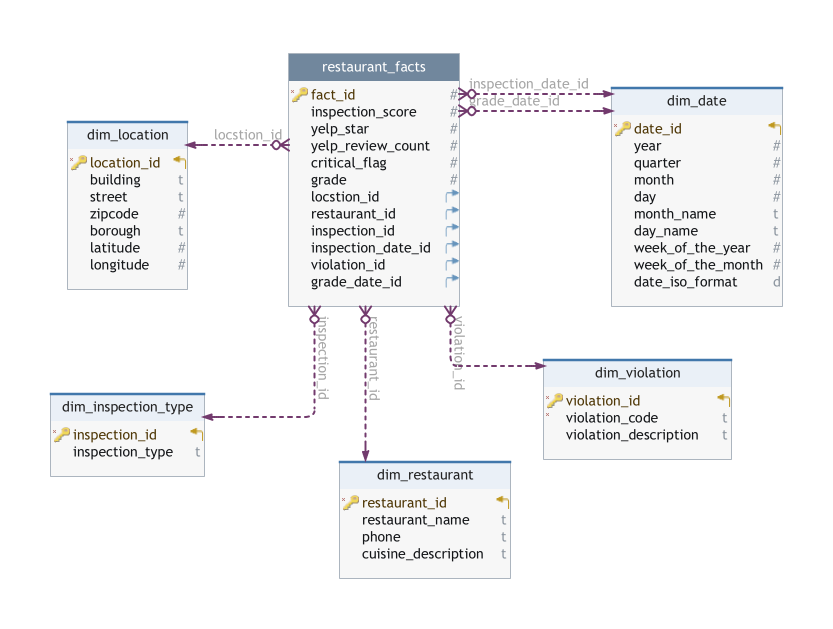 restaurant_facts
fact_id #
inspection_score #
yelp_star #
yelp_review_count #
critical_flag #
grade #
locstion_id
restaurant_id
inspection_id
inspection_date_id
violation_id
grade_date_id
inspection_date_id
grade_date_id
locstion_id
inspection_id
restaurant_id
violation_id
dim_location
location_id
building t
street t
zipcode #
borough t
latitude #
longitude #
dim_date
date_id
year #
quarter #
month #
day #
month_name t
day_name t
week_of_the_year #
week_of_the_month #
date_iso_format d
dim_violation
violation_id
violation_code t
violation_description t
dim_inspection_type
inspection_id
inspection_type t
dim_restaurant
restaurant_id
restaurant_name t
phone t
cuisine_description t